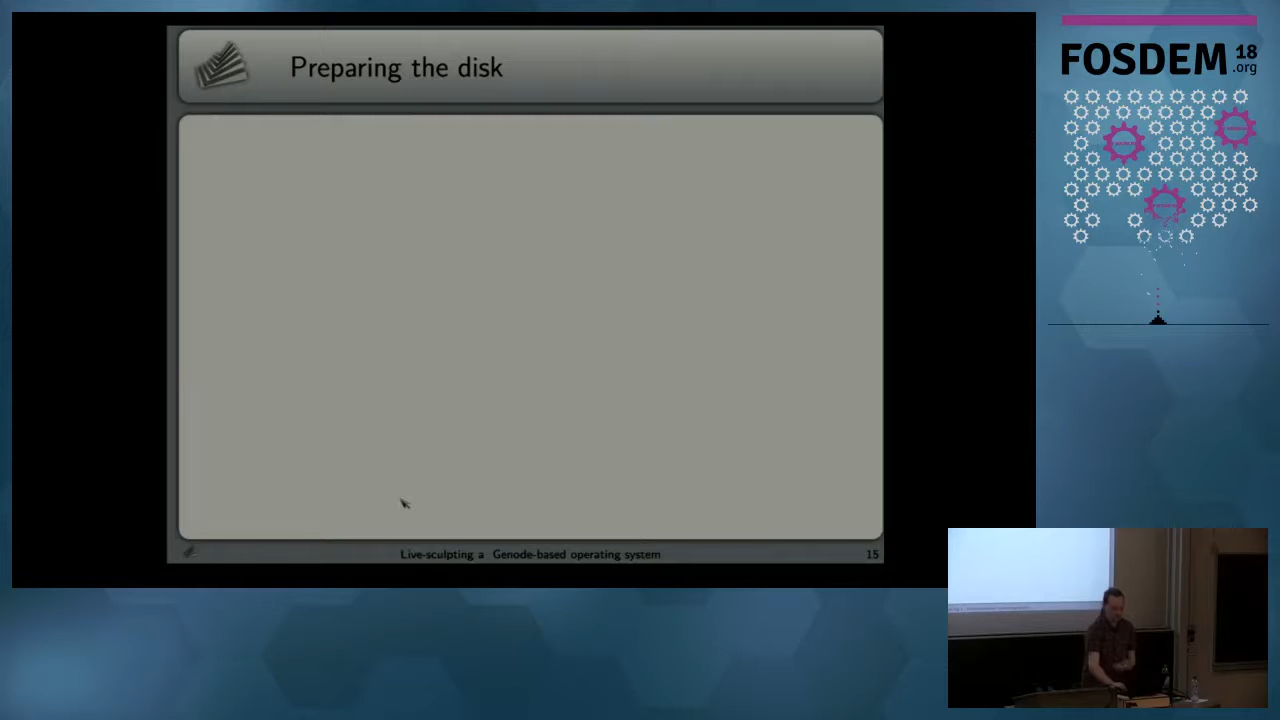 Preparing the disk
Live-sculpting a Genode-based operating system
15
FOSDEM 18
.org